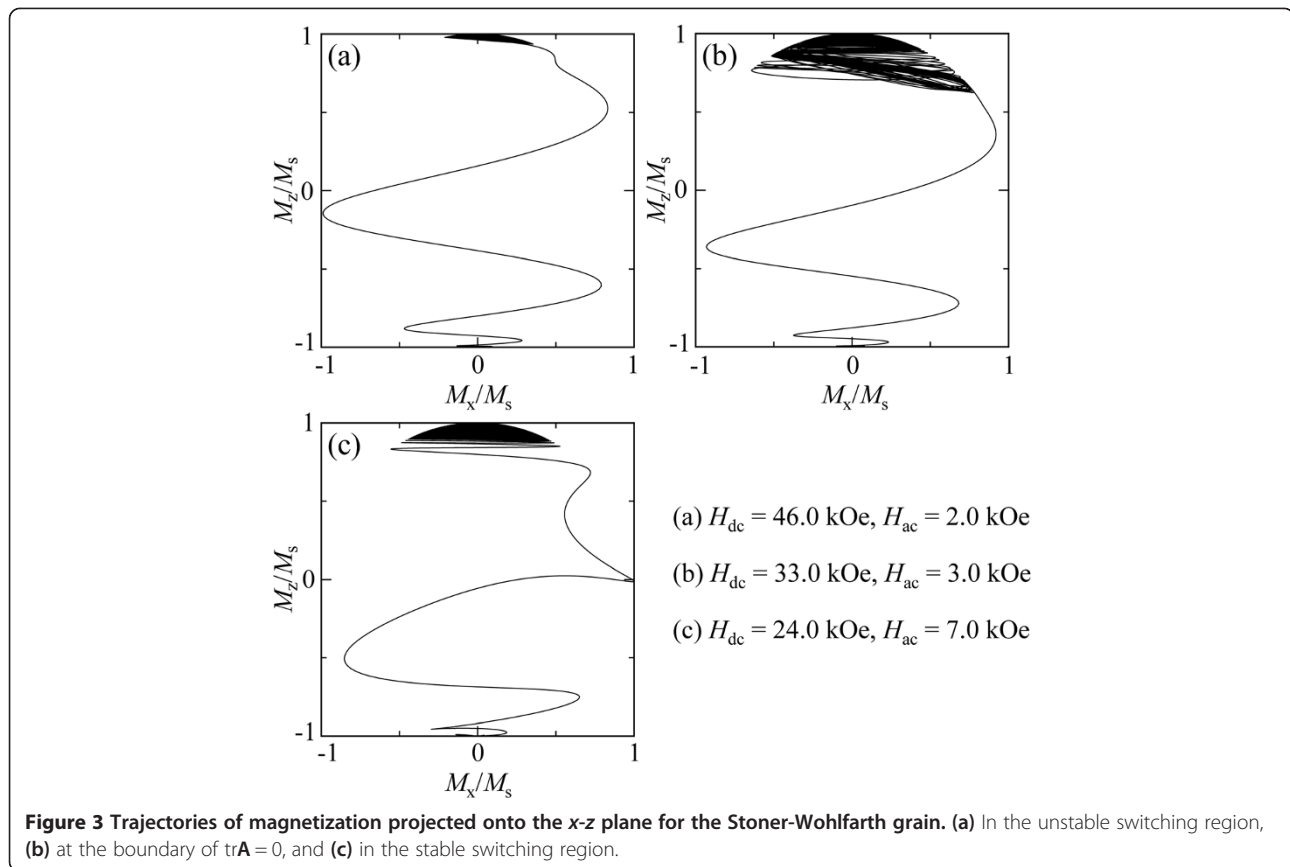 (a)
1
0
-1
M_z/M_s
-1 0 1
M_x/M_s
(b)
1
0
-1
M_z/M_s
-1 0 1
M_x/M_s
(c)
1
0
-1
M_z/M_s
-1 0 1
M_x/M_s
(a) H_dc = 46.0 kOe, H_ac = 2.0 kOe
(b) H_dc = 33.0 kOe, H_ac = 3.0 kOe
(c) H_dc = 24.0 kOe, H_ac = 7.0 kOe
Figure 3 Trajectories of magnetization projected onto the x-z plane for the Stoner-Wohlfarth grain. (a) In the unstable switching region,
(b) at the boundary of trA = 0, and (c) in the stable switching region.